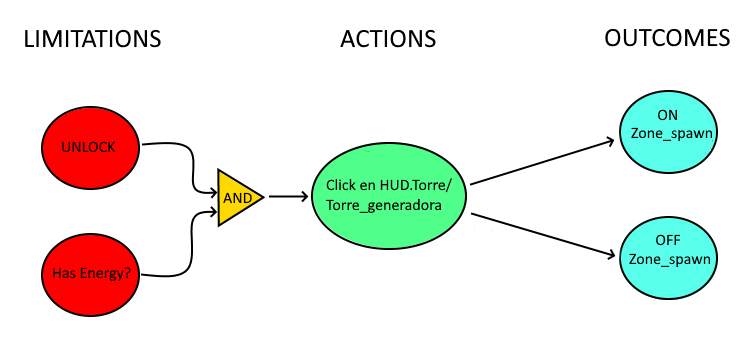 LIMITATIONS
ACTIONS
OUTCOMES
UNLOCK
Has Energy?
AND
Click en HUD.Torre/
Torre_generadora
ON
Zone_spawn
OFF
Zone_spawn